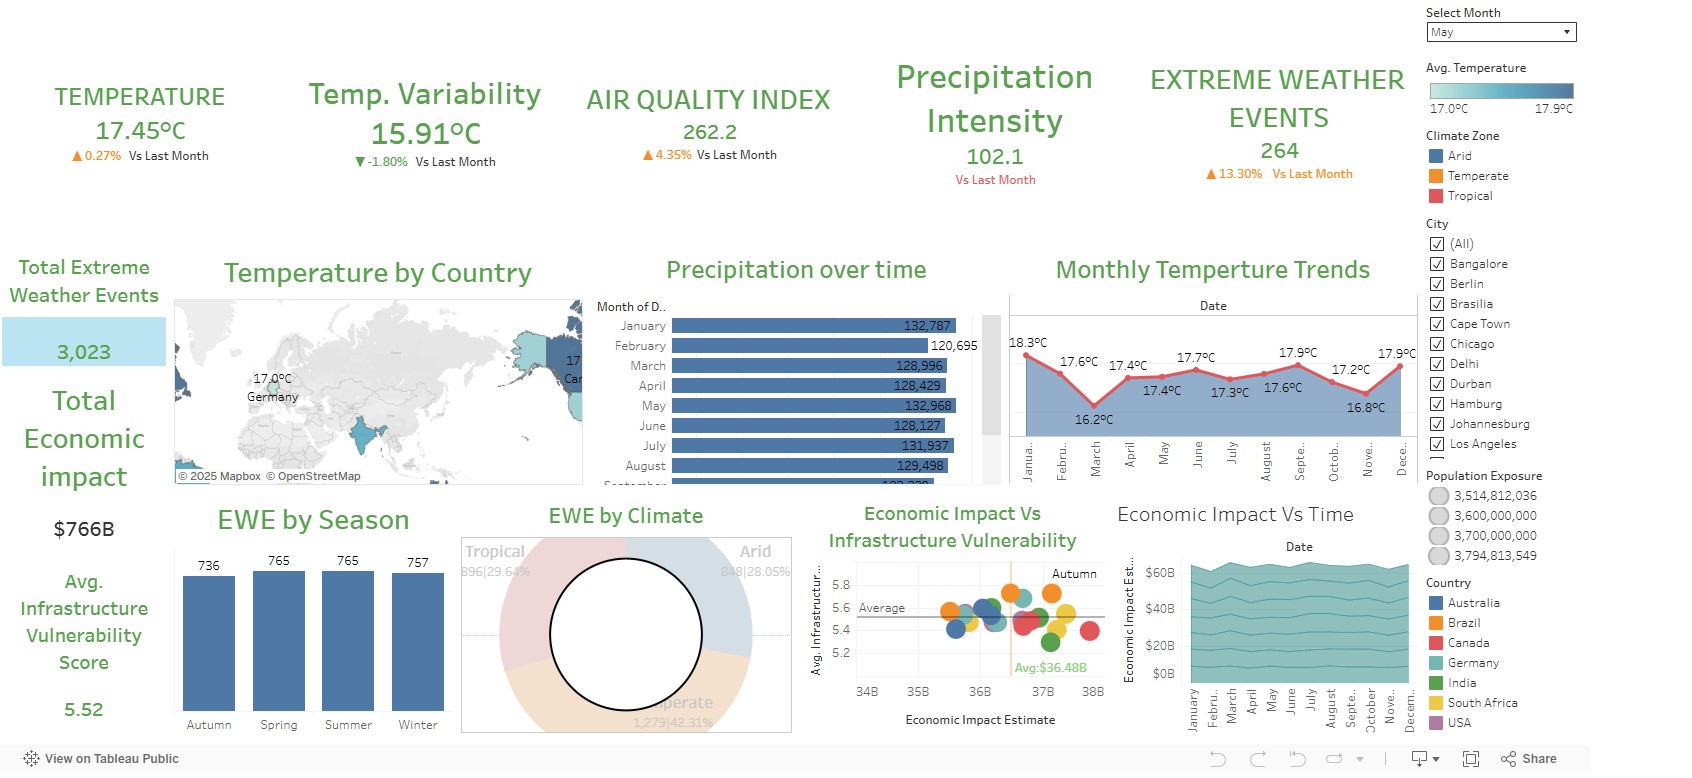 TEMPERATURE
17.45ºC
▲ 0.27% Vs Last Month
Temp. Variability
15.91ºC
▼ -1.80% Vs Last Month
AIR QUALITY INDEX
262.2
▲ 4.35% Vs Last Month
Precipitation
Intensity
102.1
Vs Last Month
EXTREME WEATHER
EVENTS
264
▲ 13.30% Vs Last Month
Select Month
May
Avg. Temperature
17.0ºC 17.9ºC
Climate Zone
Arid
Temperate
Tropical
City
(All)
Bangalore
Berlin
Brasilia
Cape Town
Chicago
Delhi
Durban
Hamburg
Johannesburg
Los Angeles
Population Exposure
3,514,812,036
3,600,000,000
3,700,000,000
3,794,813,549
Country
Australia
Brazil
Canada
Germany
India
South Africa
USA
Total Extreme
Weather Events
3,023
Total
Economic
impact
$766B
Avg.
Infrastructure
Vulnerability
Score
5.52
Temperature by Country
17.0ºC
Germany
17
Car
© 2025 Mapbox © OpenStreetMap
Precipitation over time
Month of D..
January 132,787
February 120,695
March 128,996
April 128,429
May 132,968
June 128,127
July 131,937
August 129,498
Monthly Temperture Trends
Date
18.3ºC
17.6ºC
16.2ºC
17.4ºC
17.4ºC
17.7ºC
17.3ºC
17.6ºC
17.9ºC
17.2ºC
16.8ºC
17.9ºC
Janua..
Febru..
March
April
May
June
July
August
Septe..
Octob..
Nove..
Dece..
EWE by Season
736 765 765 757
Autumn Spring Summer Winter
EWE by Climate
Tropical
896|29.64%
Arid
848|28.05%
perate
1,279|42.31%
Economic Impact Vs
Infrastructure Vulnerability
Avg. Infrastructur...
Autumn
5.8
5.6
5.4
5.2
Average
Avg:$36.48B
34B 35B 36B 37B 38B
Economic Impact Estimate
Economic Impact Vs Time
Date
Economic Impact Est...
$60B
$40B
$20B
$0B
January
Febru..
March
April
May
June
July
August
Septe..
October
Nove..
Decem..
View on Tableau Public
Share